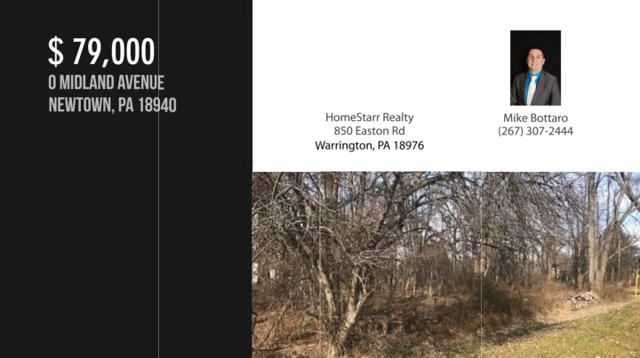 $ 79,000
0 MIDLAND AVENUE
NEWTOWN, PA 18940
HomeStarr Realty
850 Easton Rd
Warrington, PA 18976
Mike Bottaro
(267) 307-2444